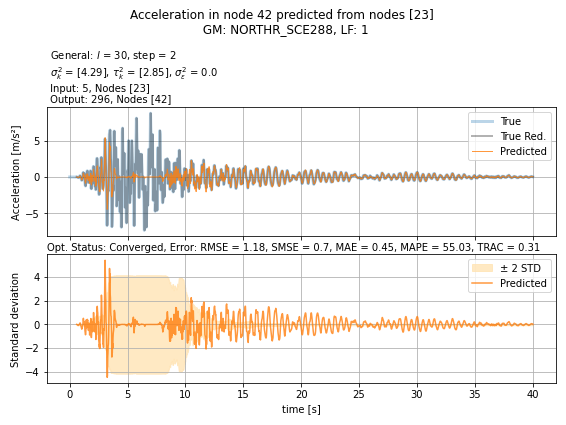 Acceleration in node 42 predicted from nodes [23]
GM: NORTHR_SCE288, LF: 1
General: l = 30, step = 2
σ²_k = [4.29], τ²_k = [2.85], σ²_ε = 0.0
Input: 5, Nodes [23]
Output: 296, Nodes [42]
Acceleration [m/s²]
5
0
−5
True
True Red.
Predicted
Opt. Status: Converged, Error: RMSE = 1.18, SMSE = 0.7, MAE = 0.45, MAPE = 55.03, TRAC = 0.31
Standard deviation
4
2
0
−2
−4
± 2 STD
Predicted
0 5 10 15 20 25 30 35 40
time [s]